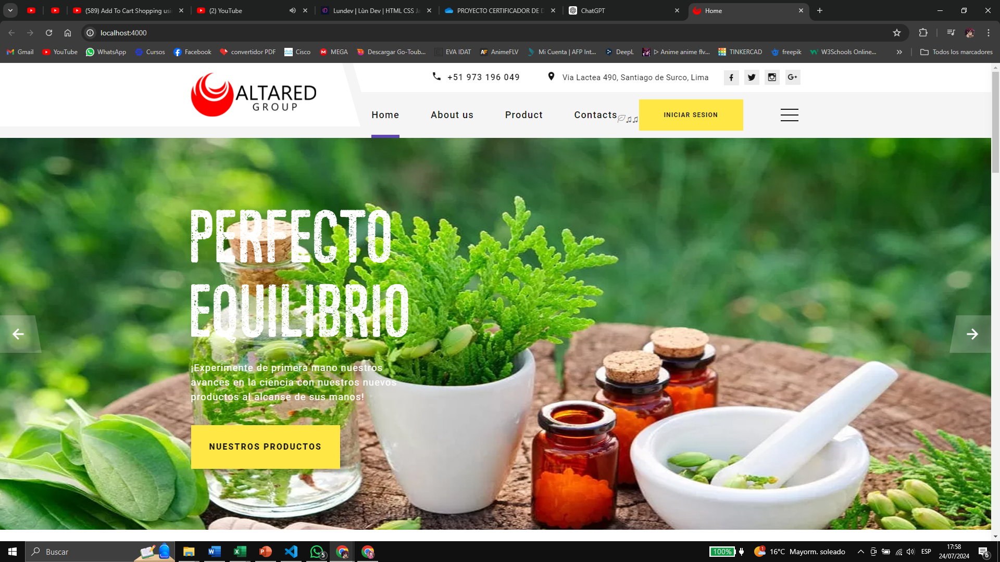 (589) Add To Cart Shopping usi
(2) YouTube
Lundev | Lùn Dev | HTML CSS Ja
PROYECTO CERTIFICADOR DE D
ChatGPT
Home
localhost:4000
Gmail
YouTube
WhatsApp
Cursos
Facebook
convertidor PDF
Cisco
MEGA
Descargar Go-Toub...
EVA IDAT
AnimeFLV
Mi Cuenta | AFP Int...
DeepL
▷ Anime anime flv...
TINKERCAD
freepik
W3Schools Online...
Todos los marcadores
+51 973 196 049
Via Lactea 490, Santiago de Surco, Lima
ALTARED
GROUP
Home
About us
Product
Contacts
INICIAR SESION
PERFECTO
EQUILIBRIO
¡Experimente de primera mano nuestros
avances en la ciencia con nuestros nuevos
productos al alcanse de sus manos!
NUESTROS PRODUCTOS
Buscar
5
100%
1
16°C Mayorm. soleado
ESP
17:58
24/07/2024
6